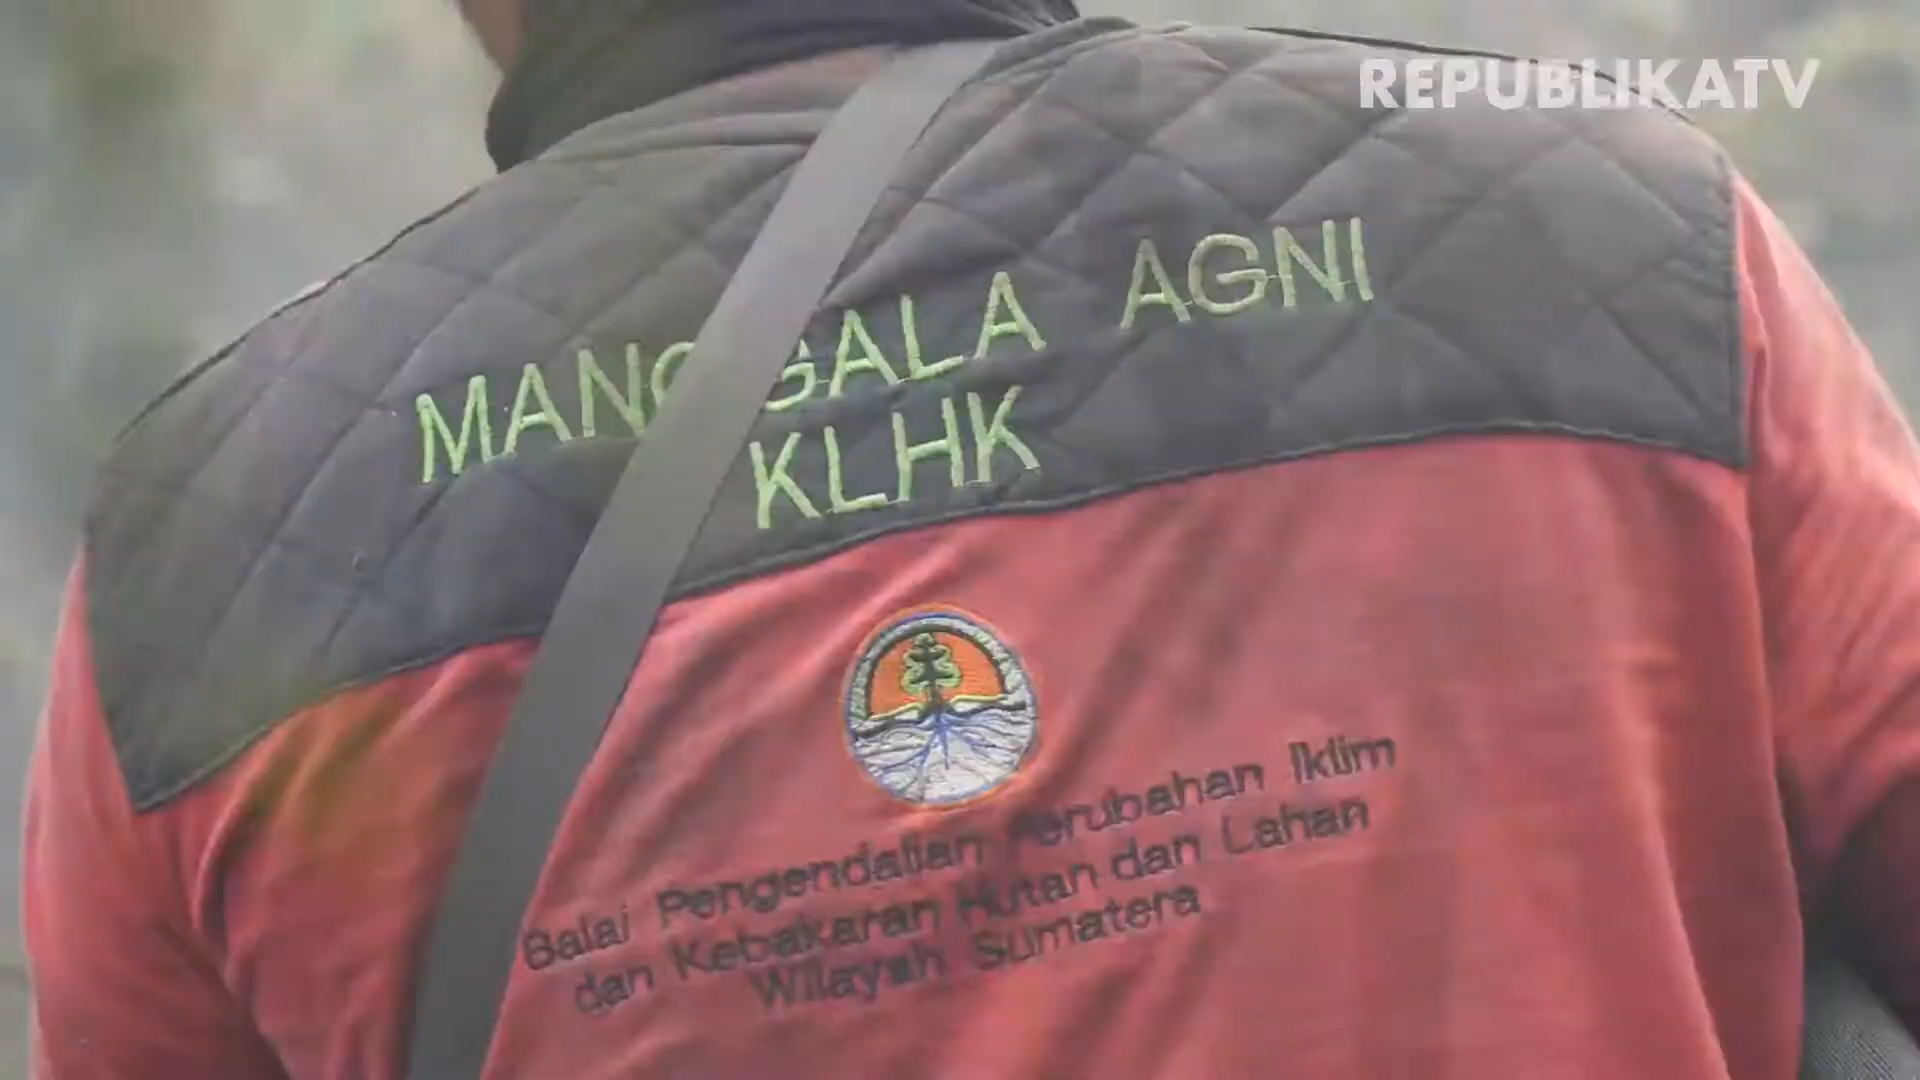 REPUBLIKATV
MANGGALA AGNI
KLHK
Balai Pengendalian Perubahan Iklim
dan Kebakaran Hutan dan Lahan
Wilayah Sumatera